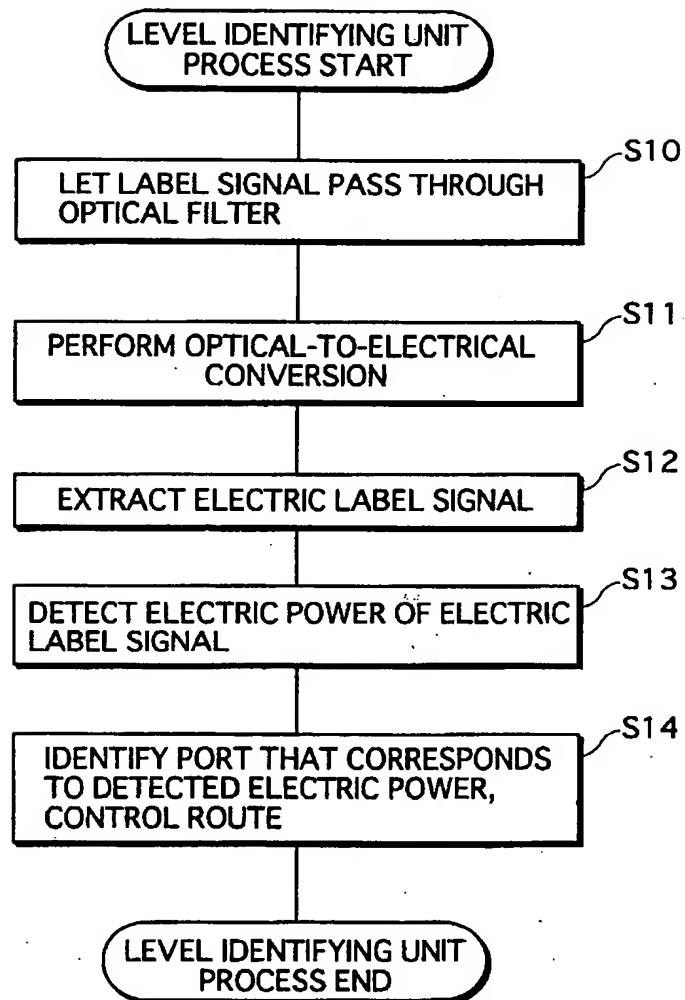 LEVEL IDENTIFYING UNIT
PROCESS START
S10
LET LABEL SIGNAL PASS THROUGH
OPTICAL FILTER
S11
PERFORM OPTICAL-TO-ELECTRICAL
CONVERSION
S12
EXTRACT ELECTRIC LABEL SIGNAL
S13
DETECT ELECTRIC POWER OF ELECTRIC
LABEL SIGNAL
S14
IDENTIFY PORT THAT CORRESPONDS
TO DETECTED ELECTRIC POWER,
CONTROL ROUTE
LEVEL IDENTIFYING UNIT
PROCESS END